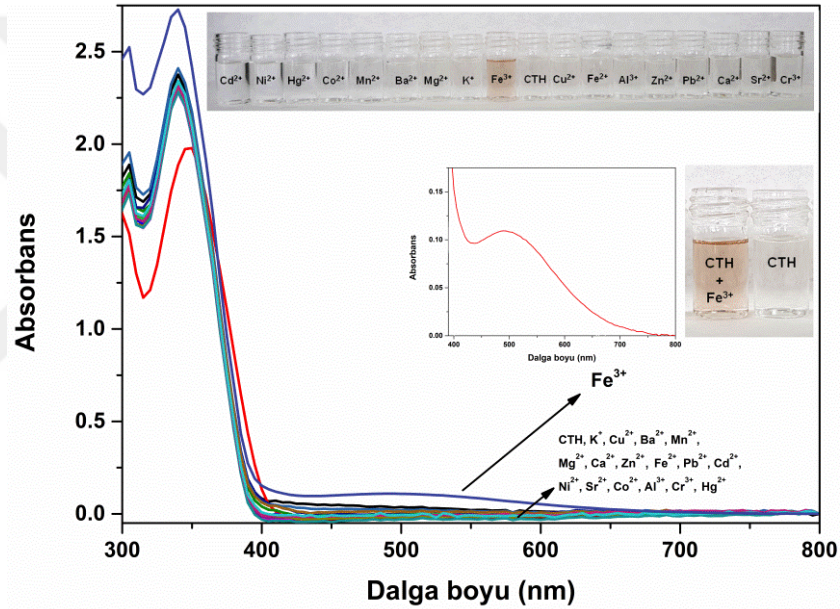 Cd²⁺ Ni²⁺ Hg²⁺ Co²⁺ Mn²⁺ Ba²⁺ Mg²⁺ K⁺ Fe³⁺ CTH Cu²⁺ Fe²⁺ Al³⁺ Zn²⁺ Pb²⁺ Ca²⁺ Sr²⁺ Cr³⁺
2.5
2.0
1.5
1.0
0.5
0.0
Absorbans
300 400 500 600 700 800
Dalga boyu (nm)
0.15
0.10
0.05
0.00
Absorbans
400 500 600 700 800
Dalga boyu (nm)
CTH
+
Fe³⁺
CTH
Fe³⁺
CTH, K⁺, Cu²⁺, Ba²⁺, Mn²⁺,
Mg²⁺, Ca²⁺, Zn²⁺, Fe²⁺, Pb²⁺, Cd²⁺,
Ni²⁺, Sr²⁺, Co²⁺, Al³⁺, Cr³⁺, Hg²⁺